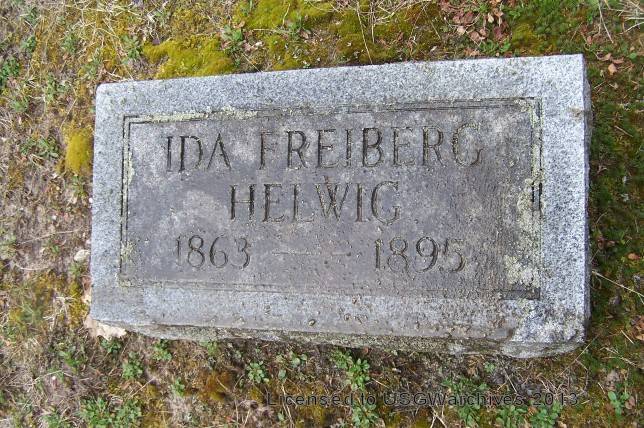 IDA FREIBERG
HELWIG
1863 — 1895
Licensed to USGWarchives 2013